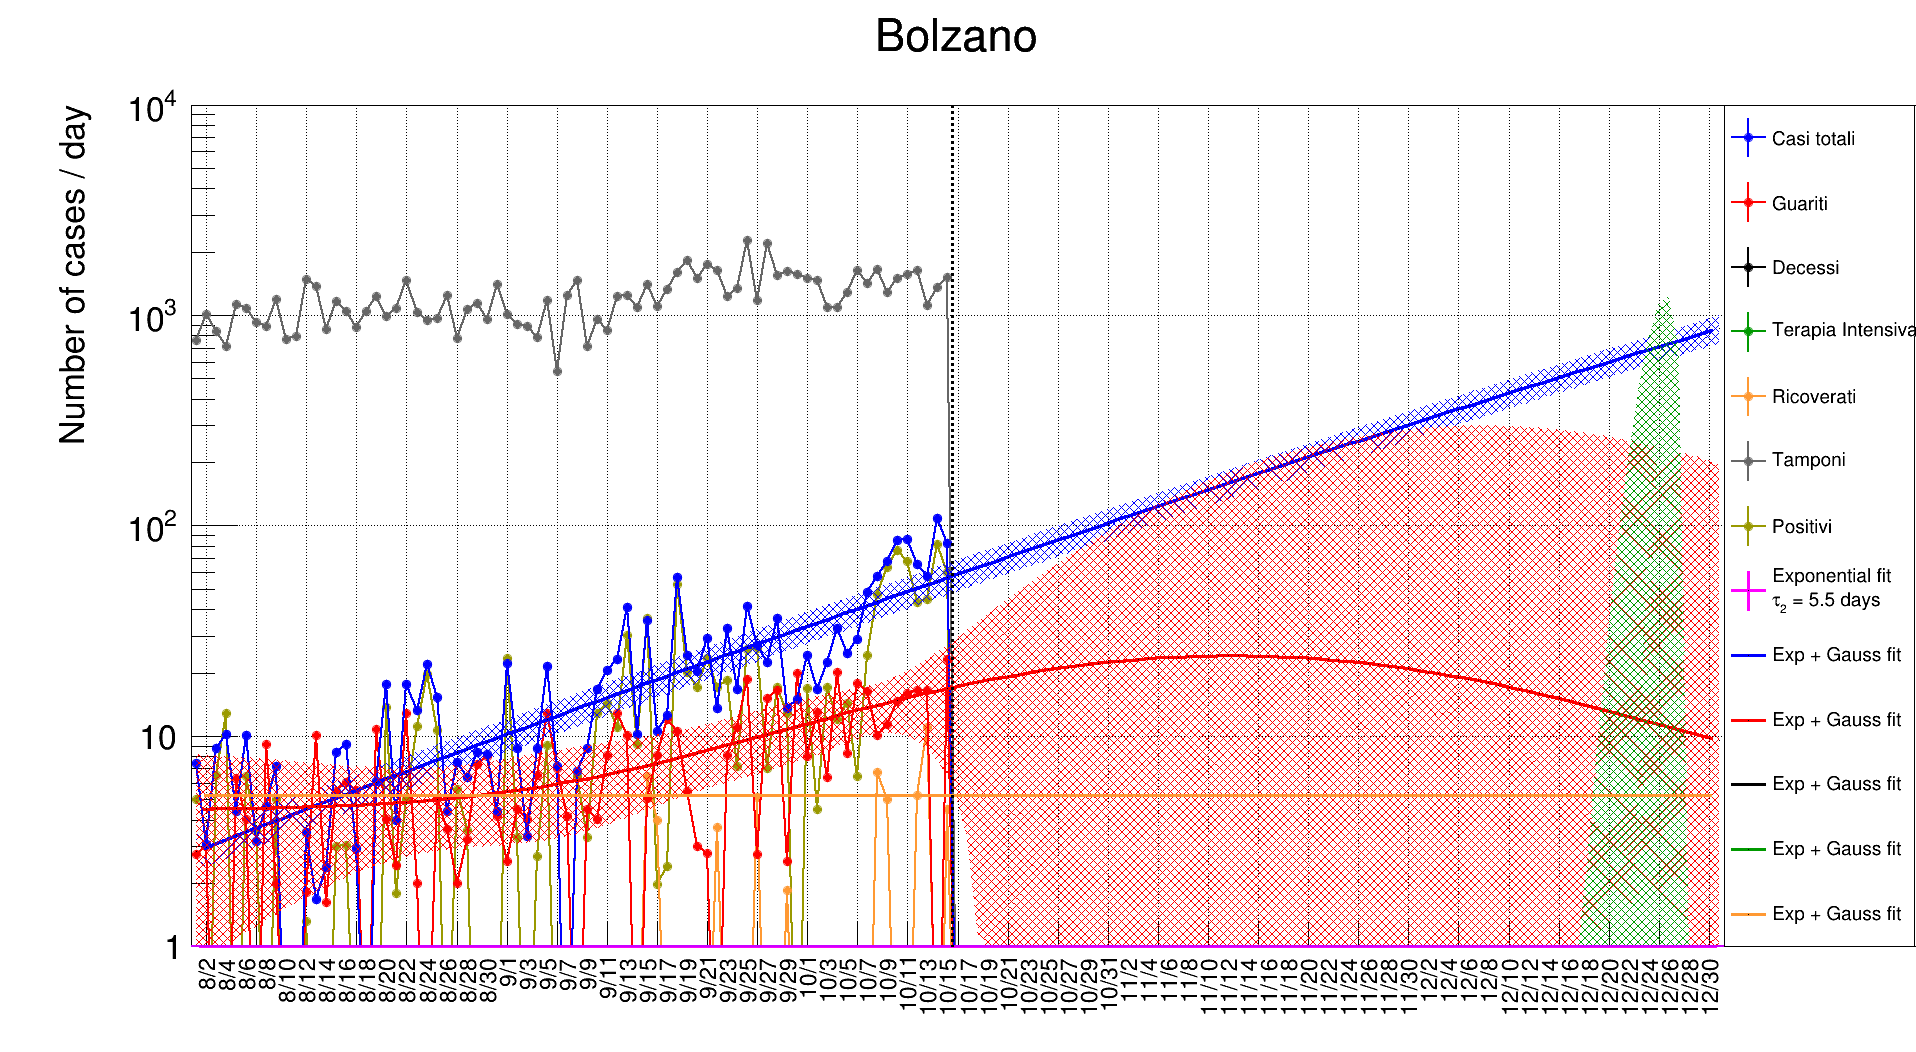 Bolzano
Number of cases / day
10^4
10^3
10^2
10
1
8/2 8/4 8/6 8/8 8/10 8/12 8/14 8/16 8/18 8/20 8/22 8/24 8/26 8/28 8/30 9/1 9/3 9/5 9/7 9/9 9/11 9/13 9/15 9/17 9/19 9/21 9/23 9/25 9/27 9/29 10/1 10/3 10/5 10/7 10/9 10/11 10/13 10/15 10/17 10/19 10/21 10/23 10/25 10/27 10/29 10/31 11/2 11/4 11/6 11/8 11/10 11/12 11/14 11/16 11/18 11/20 11/22 11/24 11/26 11/28 11/30 12/2 12/4 12/6 12/8 12/10 12/12 12/14 12/16 12/18 12/20 12/22 12/24 12/26 12/28 12/30
Casi totali
Guariti
Decessi
Terapia Intensiva
Ricoverati
Tamponi
Positivi
Exponential fit
τ2 = 5.5 days
Exp + Gauss fit
Exp + Gauss fit
Exp + Gauss fit
Exp + Gauss fit
Exp + Gauss fit